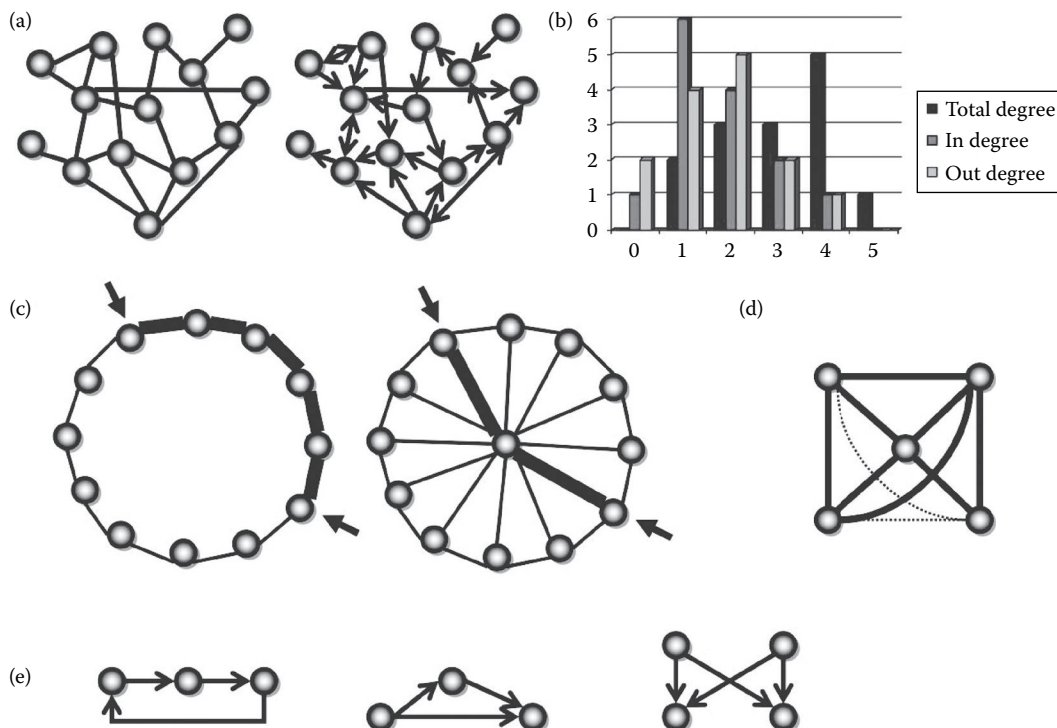 (a)
(b)
6
5
4
3
2
1
0
0 1 2 3 4 5
Total degree
In degree
Out degree
(c)
(d)
(e)